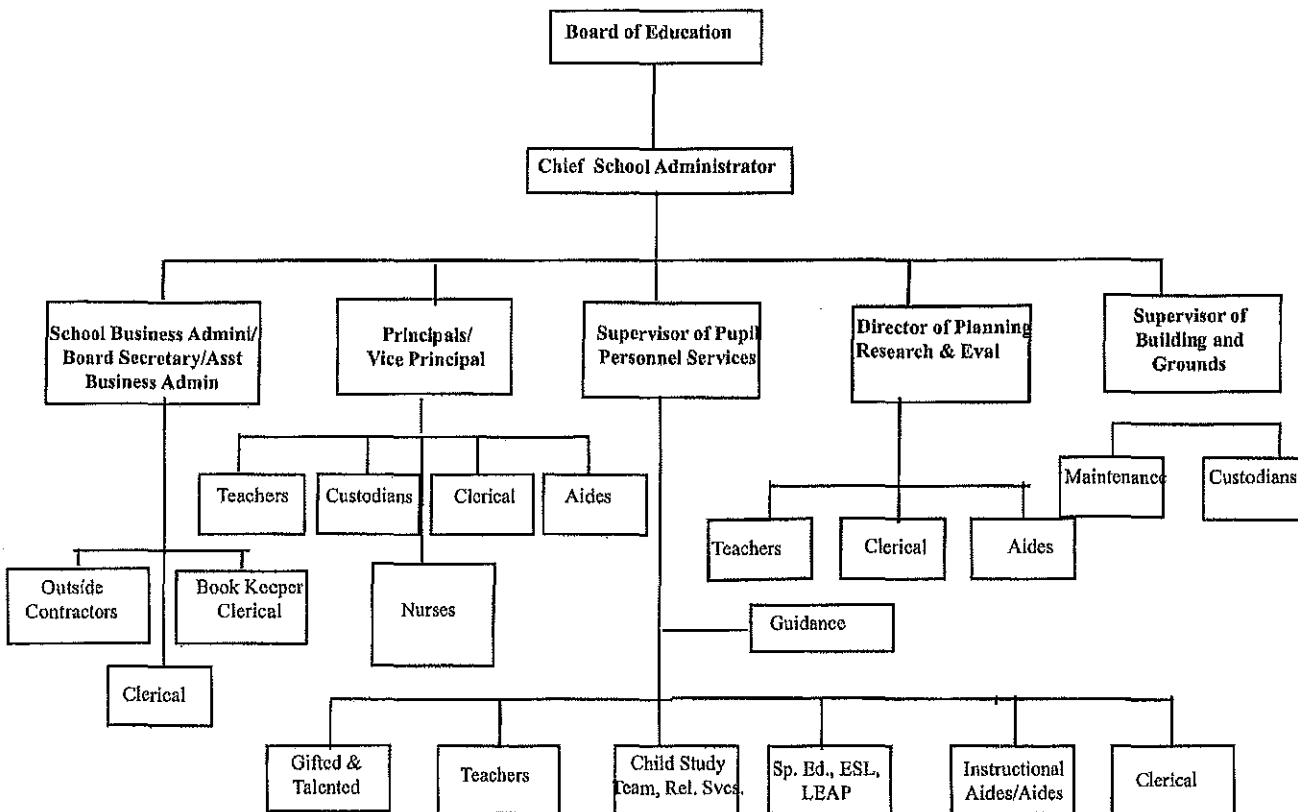 Board of Education
Chief School Administrator
School Business Admini/
Board Secretary/Asst
Business Admin
Principals/
Vice Principal
Supervisor of Pupil
Personnel Services
Director of Planning
Research & Eval
Supervisor of
Building and
Grounds
Teachers
Custodians
Clerical
Aides
Maintenance
Custodians
Teachers
Clerical
Aides
Outside
Contractors
Book Keeper
Clerical
Nurses
Guidance
Clerical
Gifted &
Talented
Teachers
Child Study
Team, Rel. Svcs.
Sp. Ed., ESL,
LEAP
Instructional
Aides/Aides
Clerical